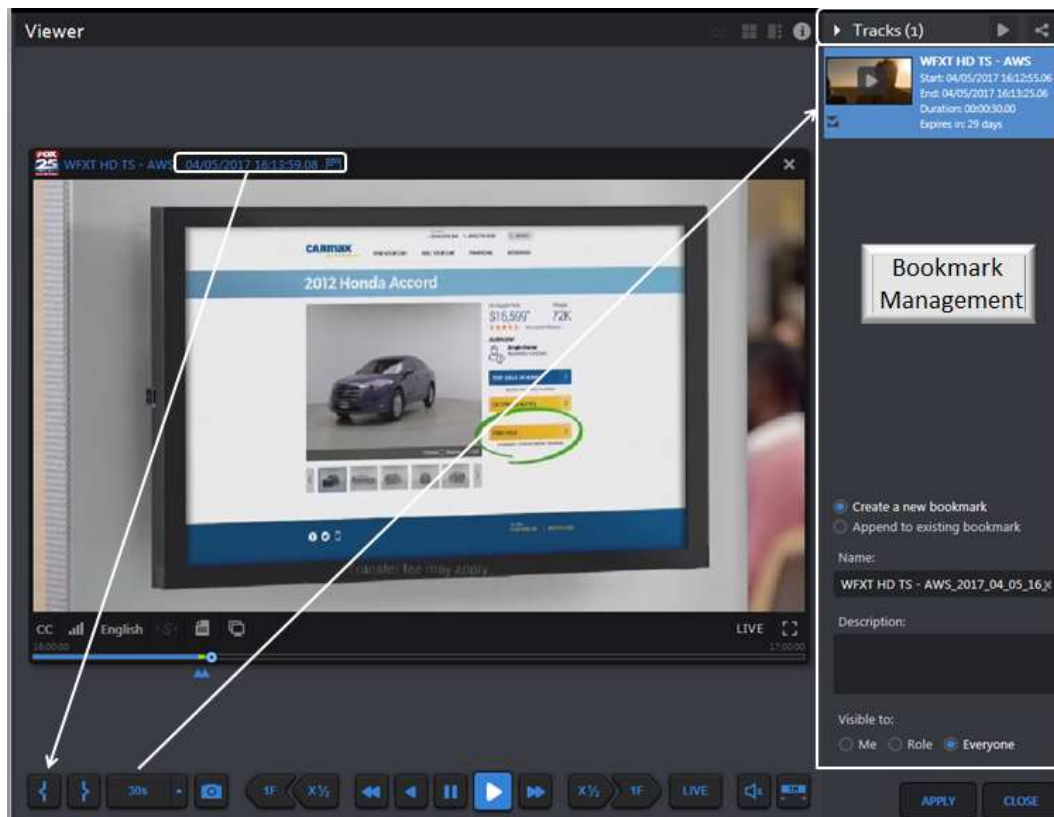 Viewer
Tracks (1)
WFXT HD TS - AWS
Start: 04/05/2017 16:12:55.06
End: 04/05/2017 16:13:25.06
Duration: 00:00:30.00
Expires in: 29 days
FOX
25
WFXT HD TS - AWS 04/05/2017 16:13:59.08
CARMAX
2012 Honda Accord
$16,599*
72K
Transfer fee may apply.
Bookmark
Management
Create a new bookmark
Append to existing bookmark
Name:
WFXT HD TS - AWS_2017_04_05_16
Description:
Visible to:
Me Role Everyone
CC English LIVE
16:00:00 17:00:00
30s 1F X½ X½ 1F LIVE
APPLY CLOSE